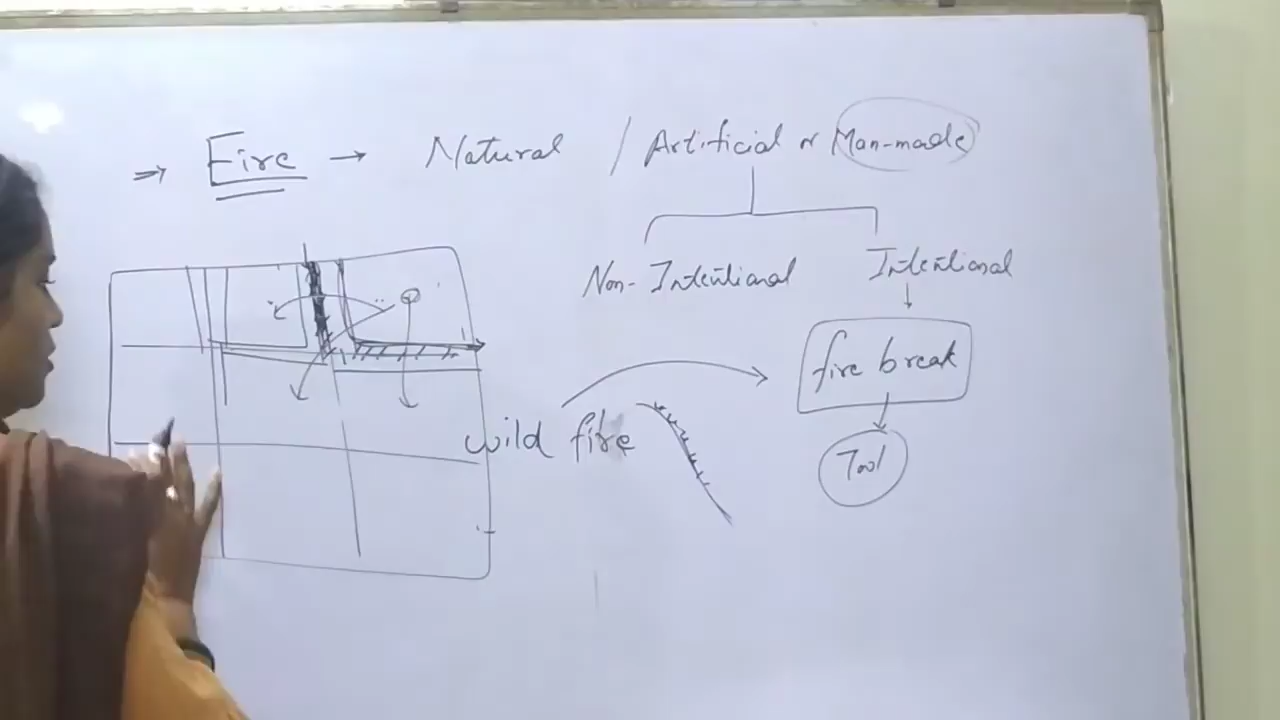 ⇒ Fire → Natural / Artificial or Man-made
Non-Intentional Intentional
fire break
wild fire
Tool